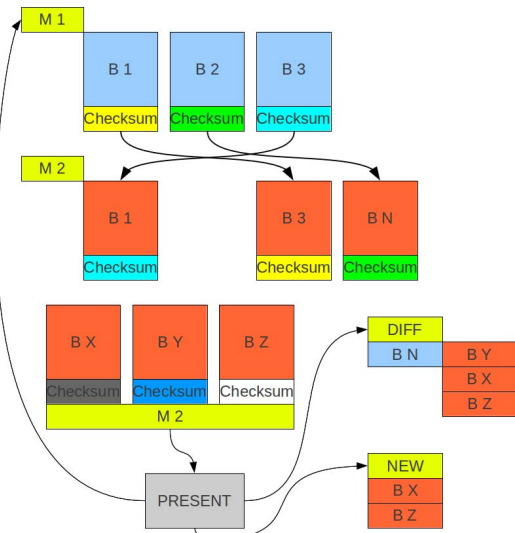 M 1
B 1 B 2 B 3
Checksum Checksum Checksum
M 2
B 1 B 3 B N
Checksum Checksum Checksum
B X B Y B Z
Checksum Checksum Checksum
M 2
PRESENT
DIFF
B N B Y
B X
B Z
NEW
B X
B Z